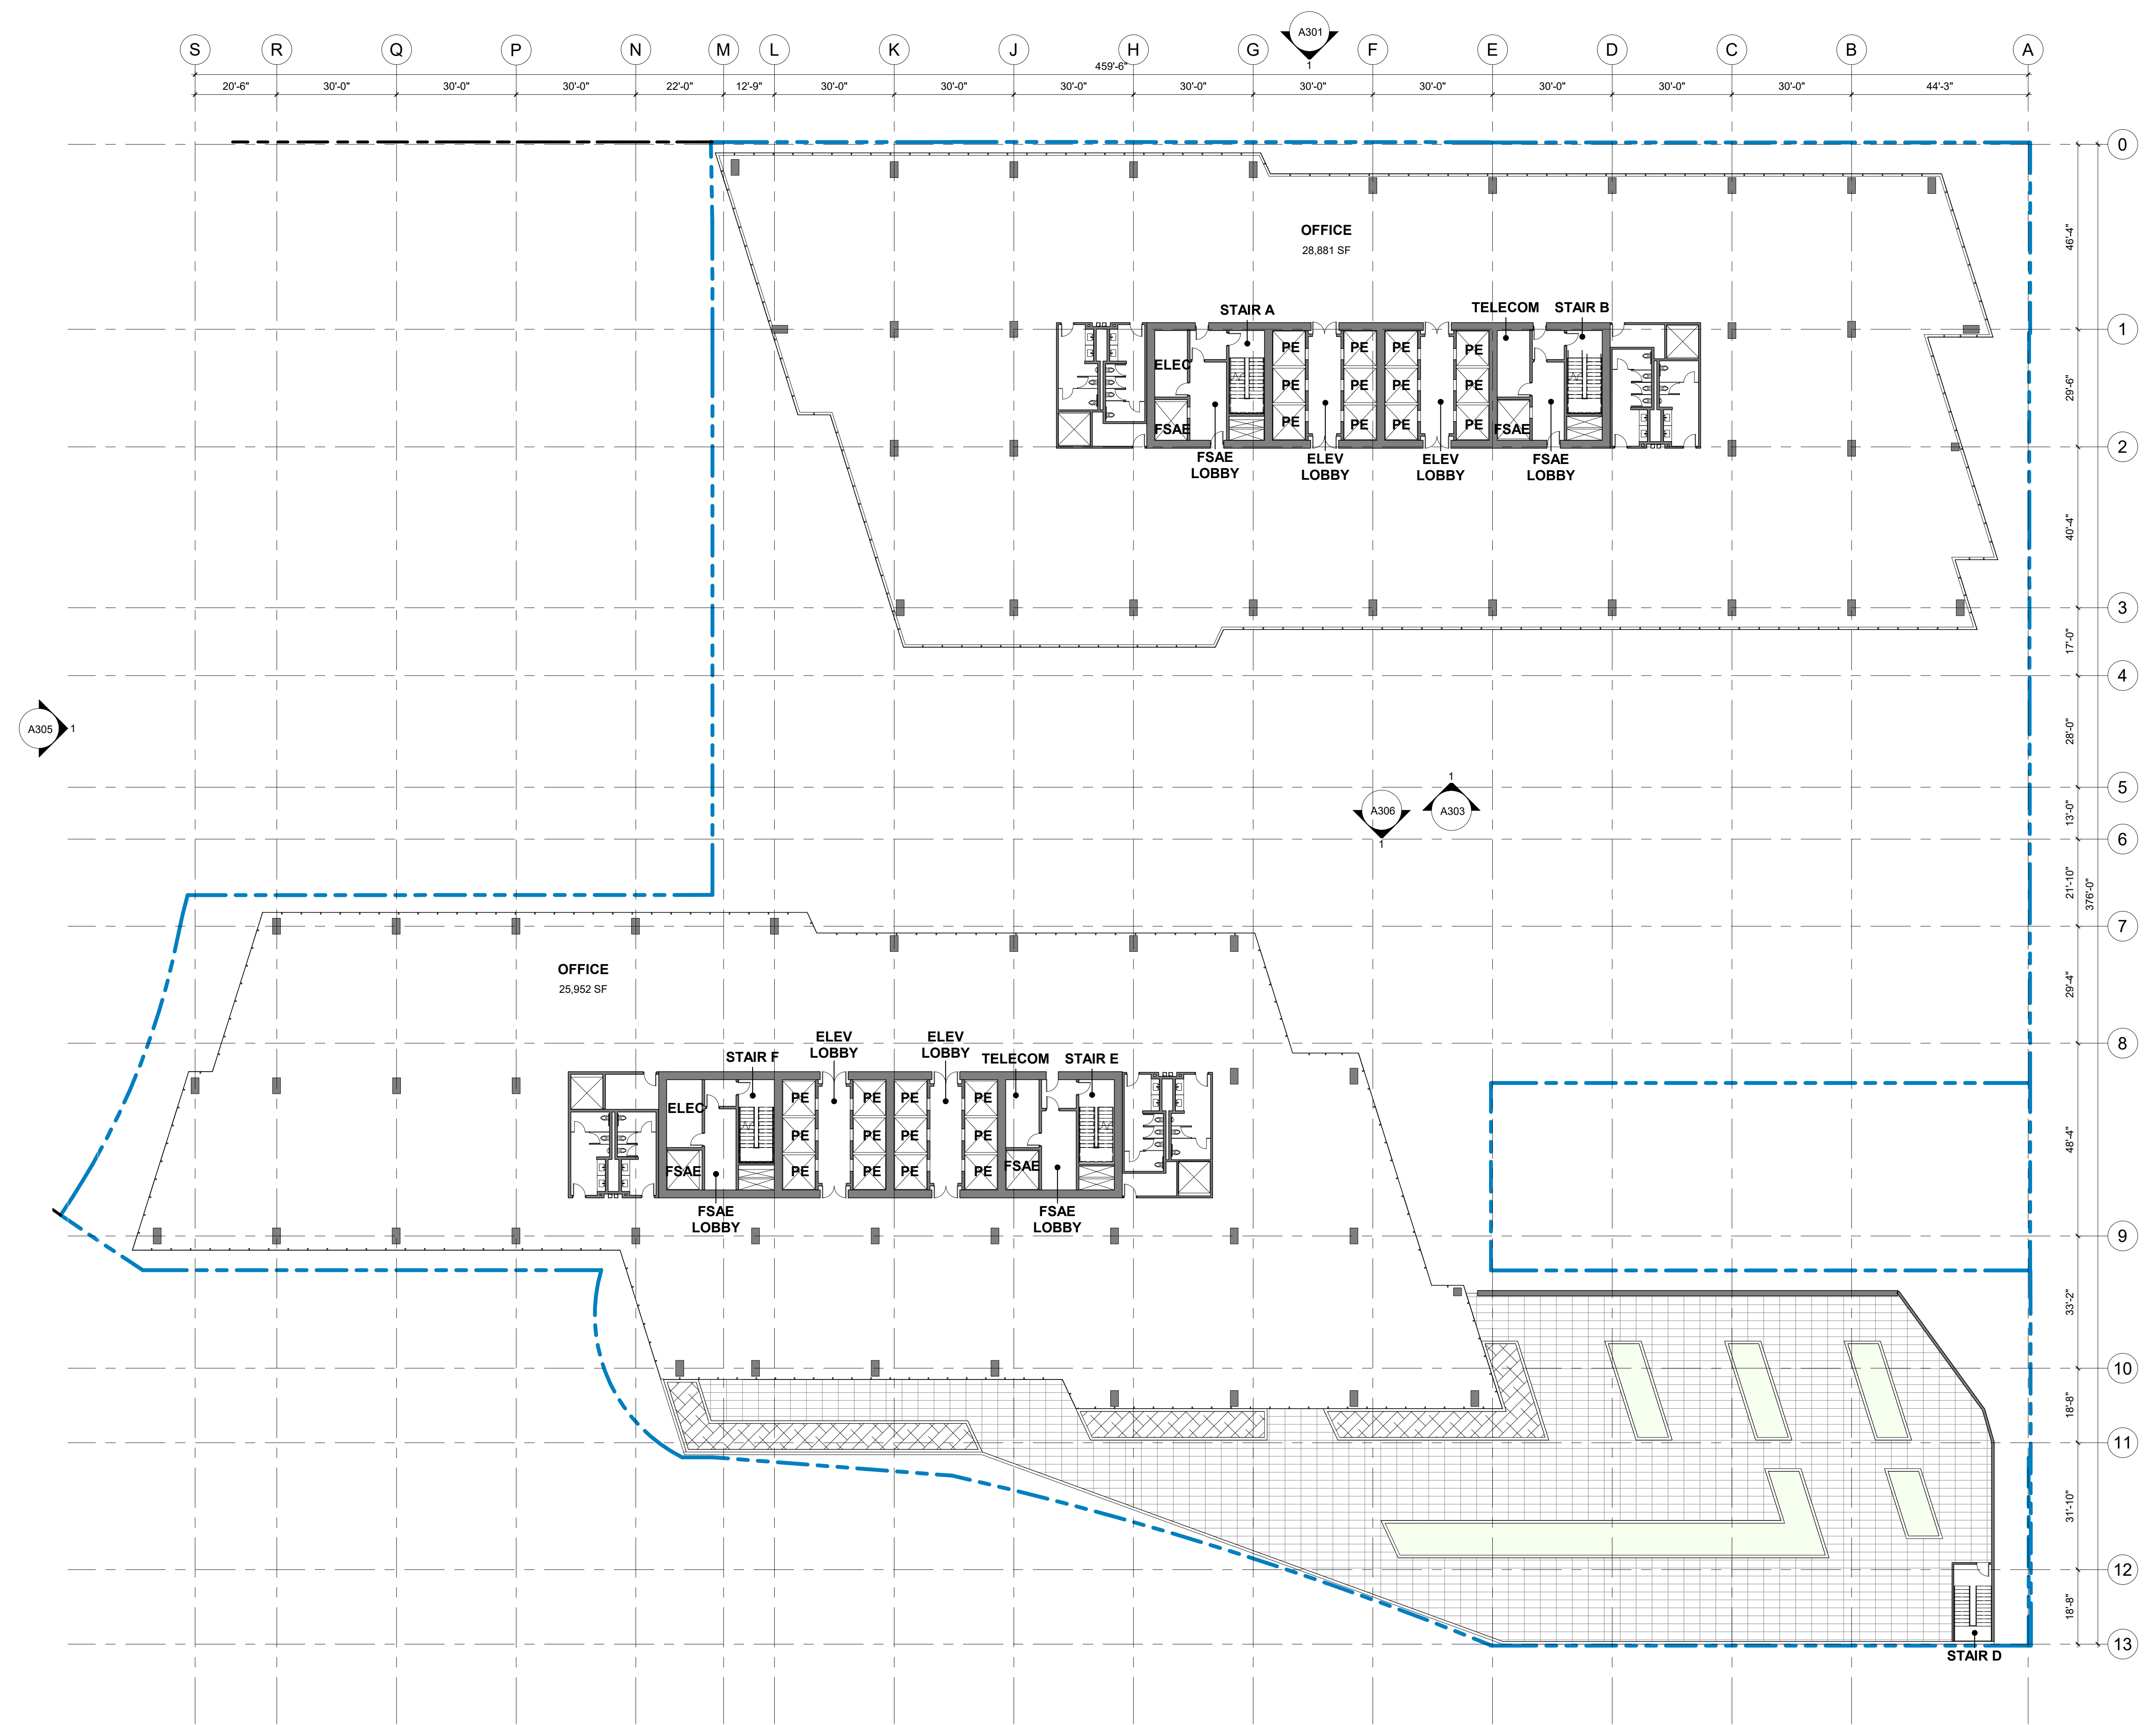 A301
1
S R Q P N M L K J H G F E D C B A
459'-6"
20'-6" 30'-0" 30'-0" 30'-0" 22'-0" 12'-9" 30'-0" 30'-0" 30'-0" 30'-0" 30'-0" 30'-0" 30'-0" 30'-0" 30'-0" 44'-3"
0
46'-4"
OFFICE
28,881 SF
STAIR A
TELECOM STAIR B
1
PE PE PE PE
ELEC
29'-6"
PE PE PE PE
PE PE PE PE
FSAE FSAE
2
FSAE
LOBBY
ELEV
LOBBY
ELEV
LOBBY
FSAE
LOBBY
40'-4"
3
17'-0"
4
A305 1
28'-0"
1
5
A306
A303
13'-0"
1
6
21'-10"
376'-0"
7
OFFICE
25,952 SF
29'-4"
ELEV
LOBBY
ELEV
LOBBY
8
STAIR F
TELECOM STAIR E
PE PE PE PE
ELEC
PE PE PE PE
48'-4"
FSAE
PE PE PE PE
FSAE
FSAE
LOBBY
FSAE
LOBBY
9
33'-2"
10
18'-8"
11
31'-10"
12
18'-8"
13
STAIR D